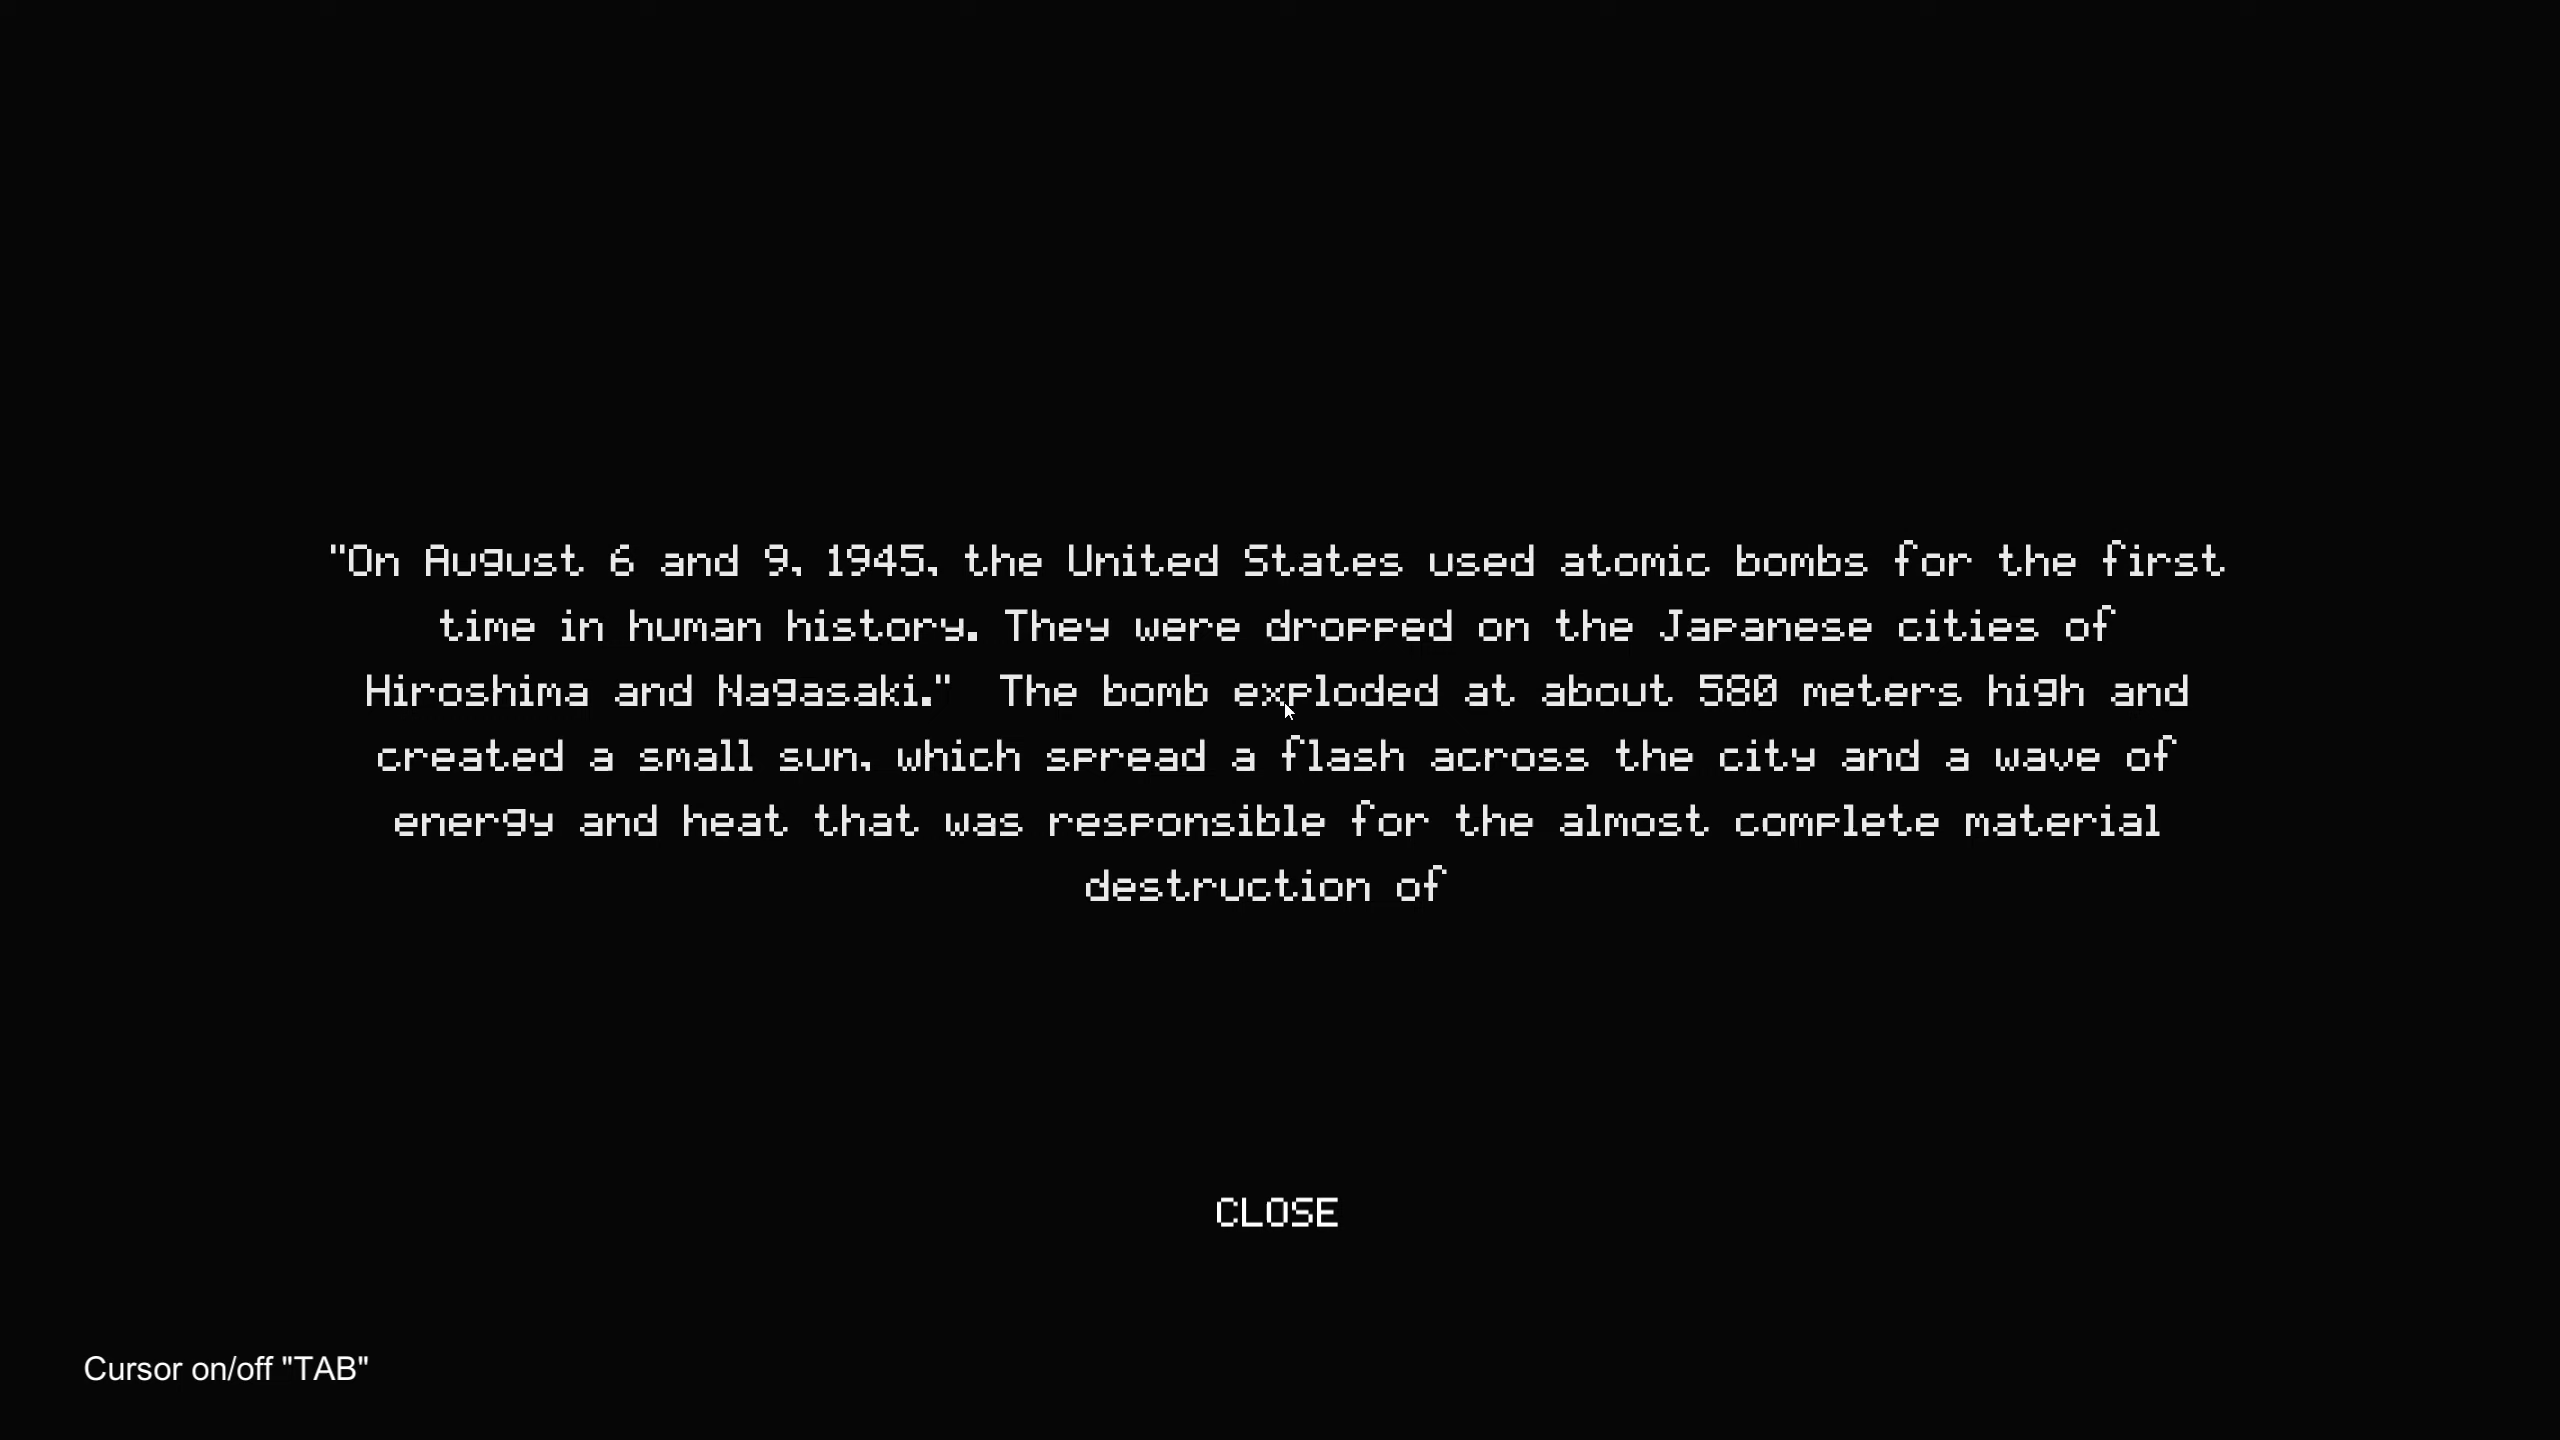 "On August 6 and 9, 1945, the United States used atomic bombs for the first
time in human history. They were dropped on the Japanese cities of
Hiroshima and Nagasaki."  The bomb exploded at about 580 meters high and
created a small sun, which spread a flash across the city and a wave of
energy and heat that was responsible for the almost complete material
destruction of
CLOSE
Cursor on/off "TAB"